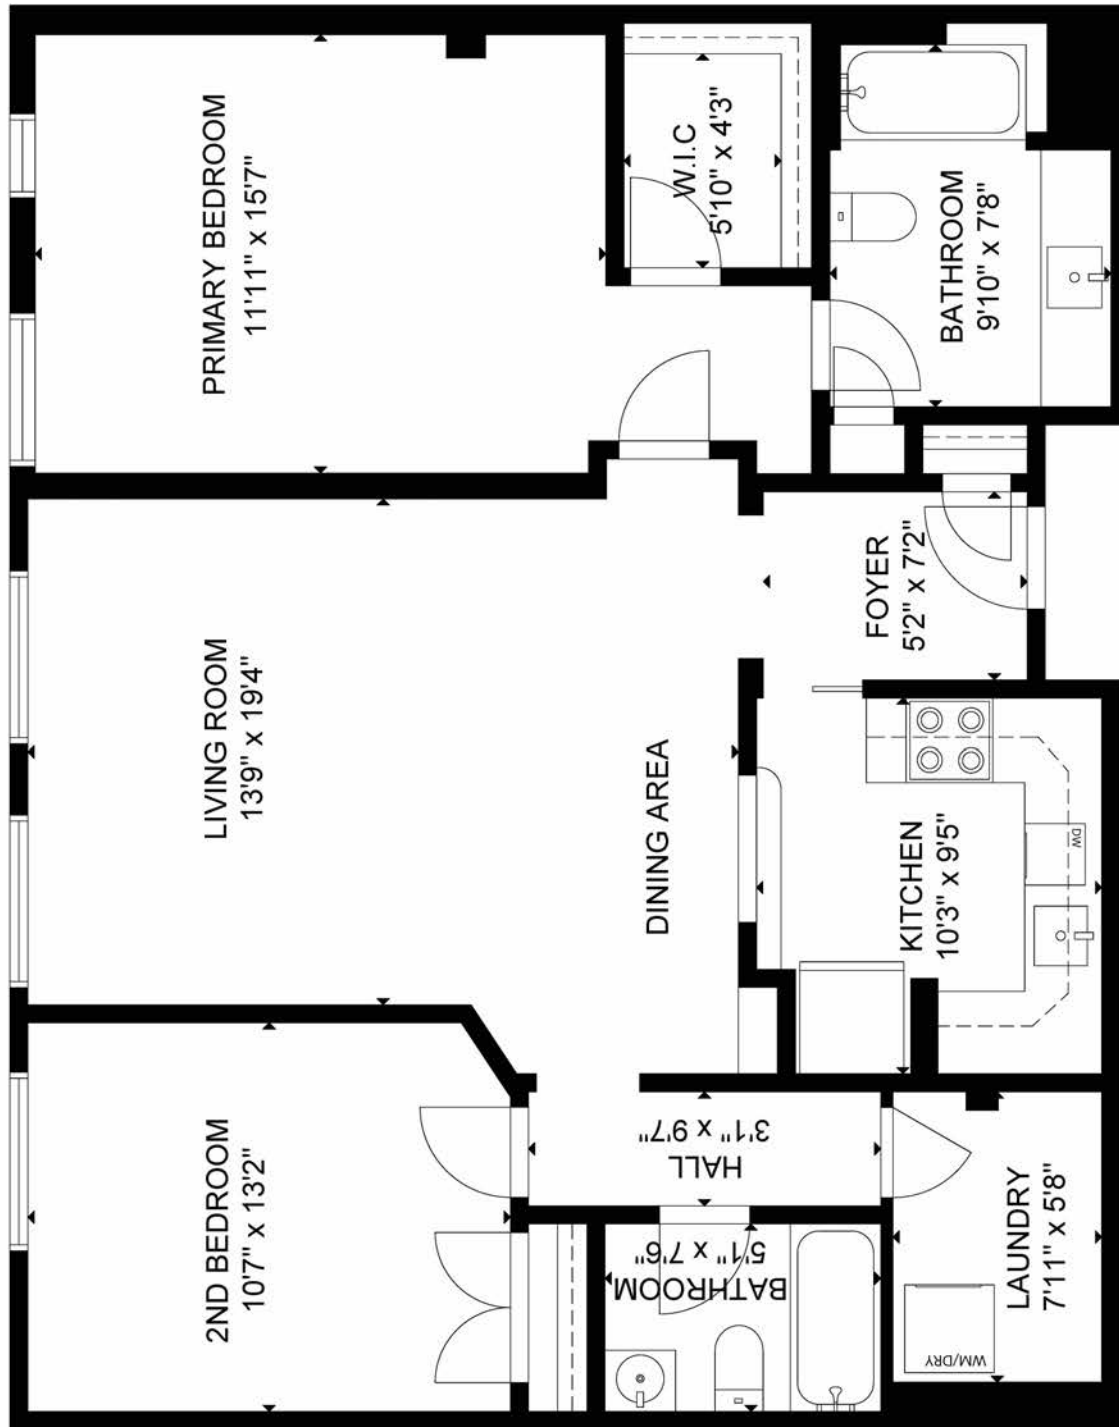 2ND BEDROOM
10'7" x 13'2"
LIVING ROOM
13'9" x 19'4"
PRIMARY BEDROOM
11'11" x 15'7"
DINING AREA
W.I.C
5'10" x 4'3"
HALL
3'1" x 9'7"
BATHROOM
5'1" x 7'6"
KITCHEN
10'3" x 9'5"
DW
FOYER
5'2" x 7'2"
BATHROOM
9'10" x 7'8"
LAUNDRY
7'11" x 5'8"
WM/DRY